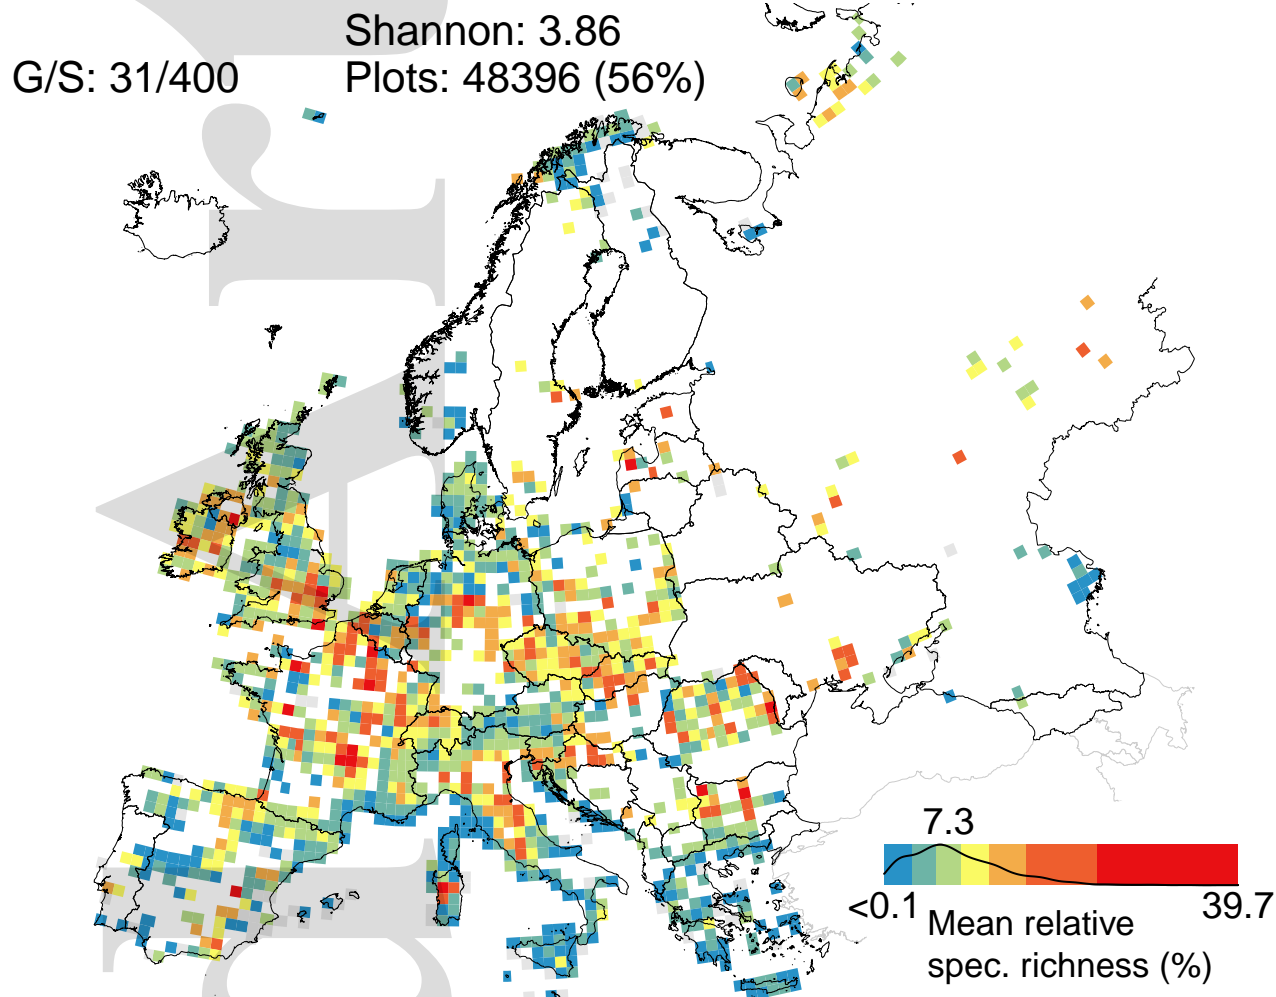 Shannon: 3.86
G/S: 31/400
Plots: 48396 (56%)
7.3
<0.1
39.7
Mean relative
spec. richness (%)